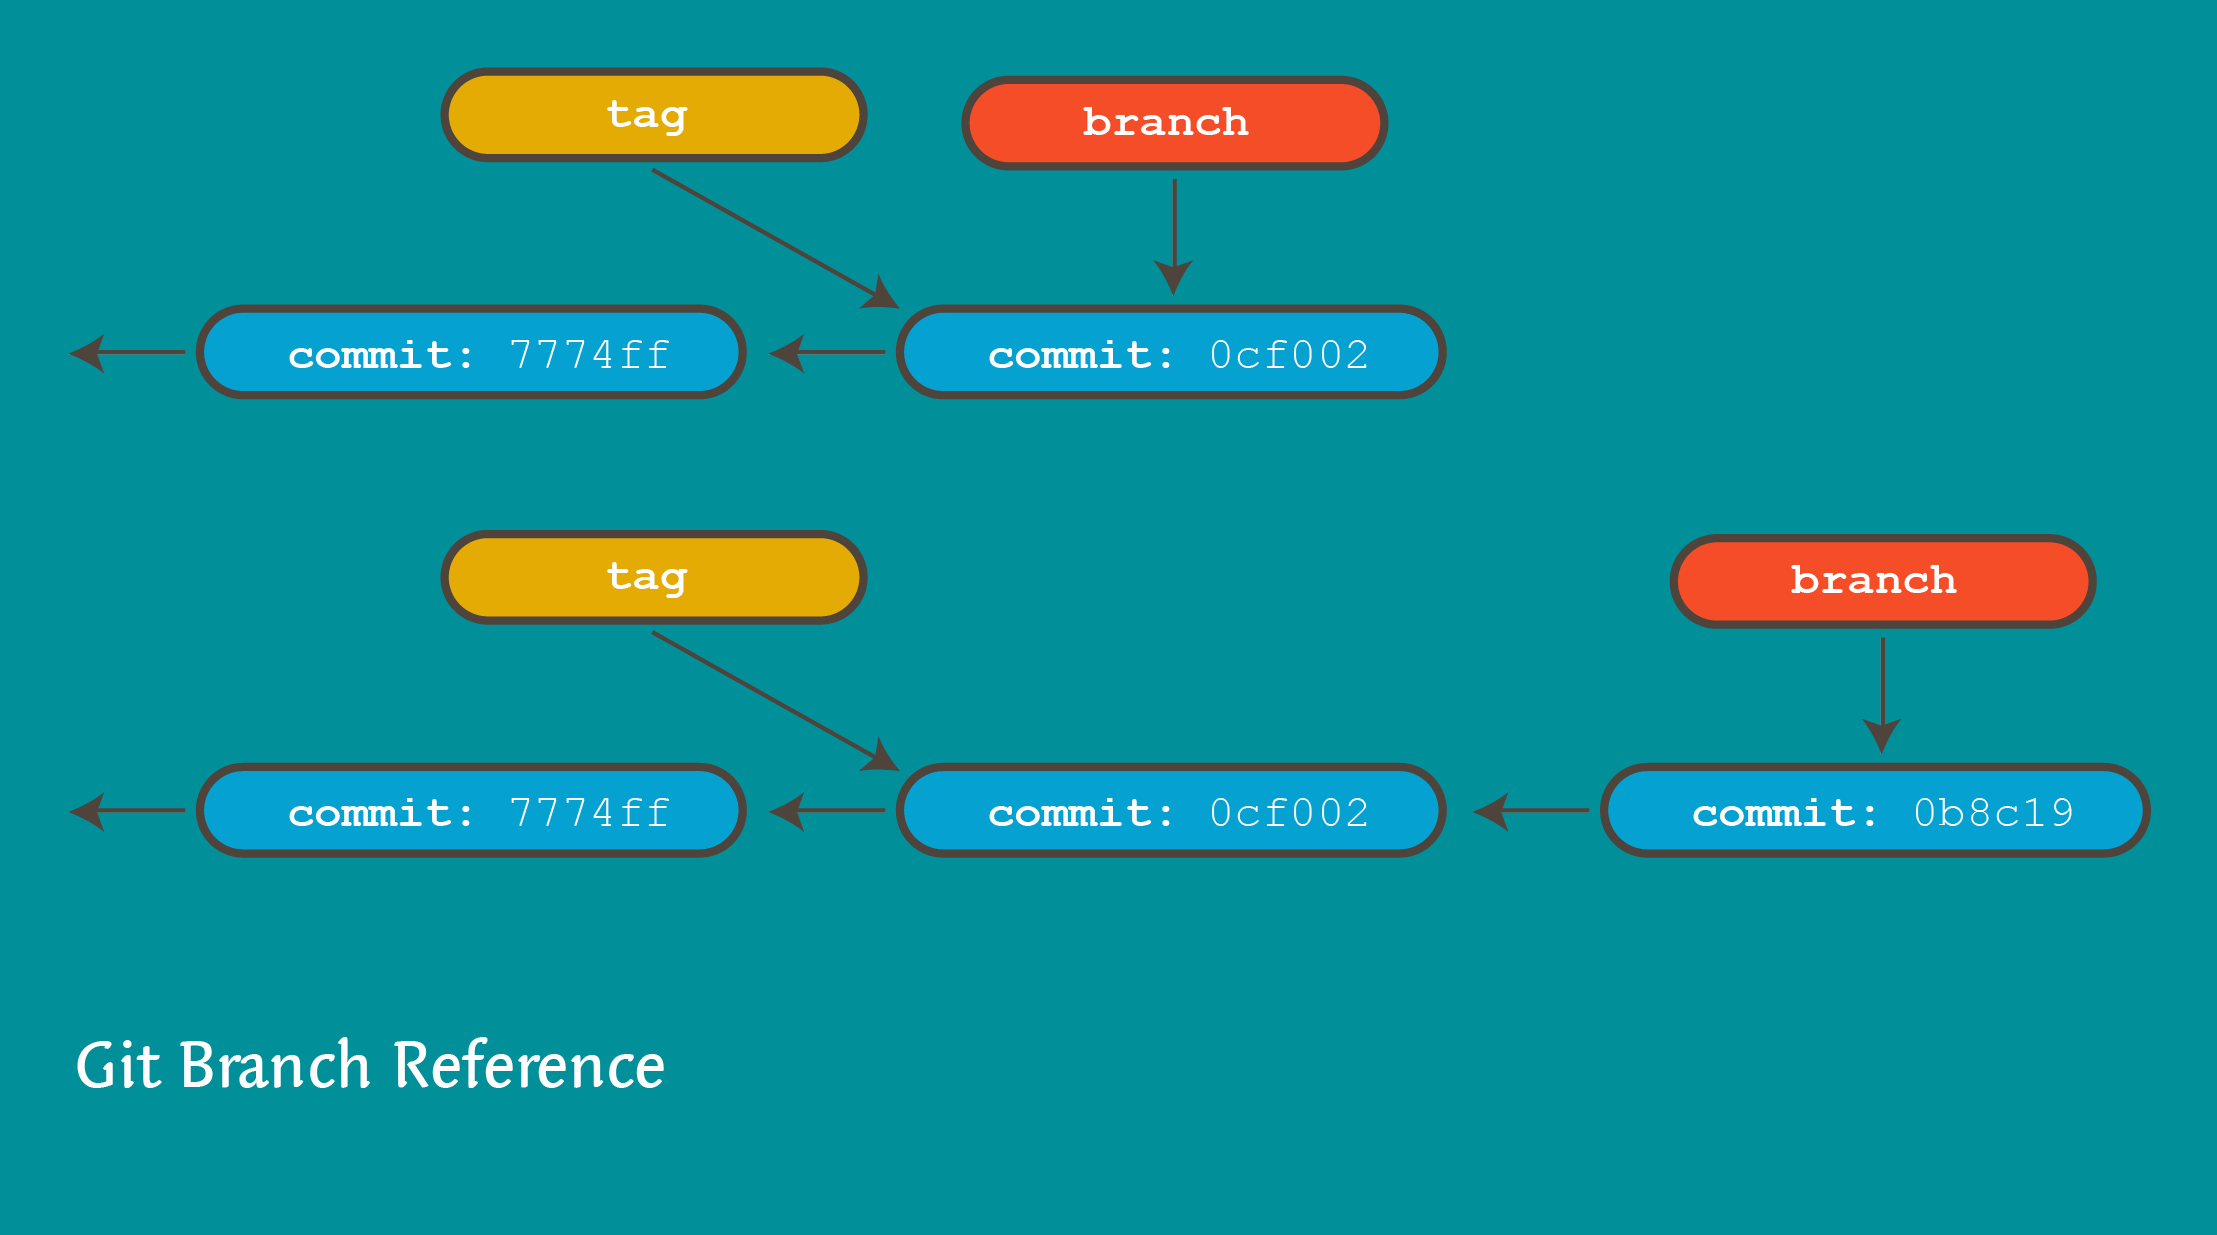 tag
branch
commit: 7774ff
commit: 0cf002
tag
branch
commit: 7774ff
commit: 0cf002
commit: 0b8c19
Git Branch Reference